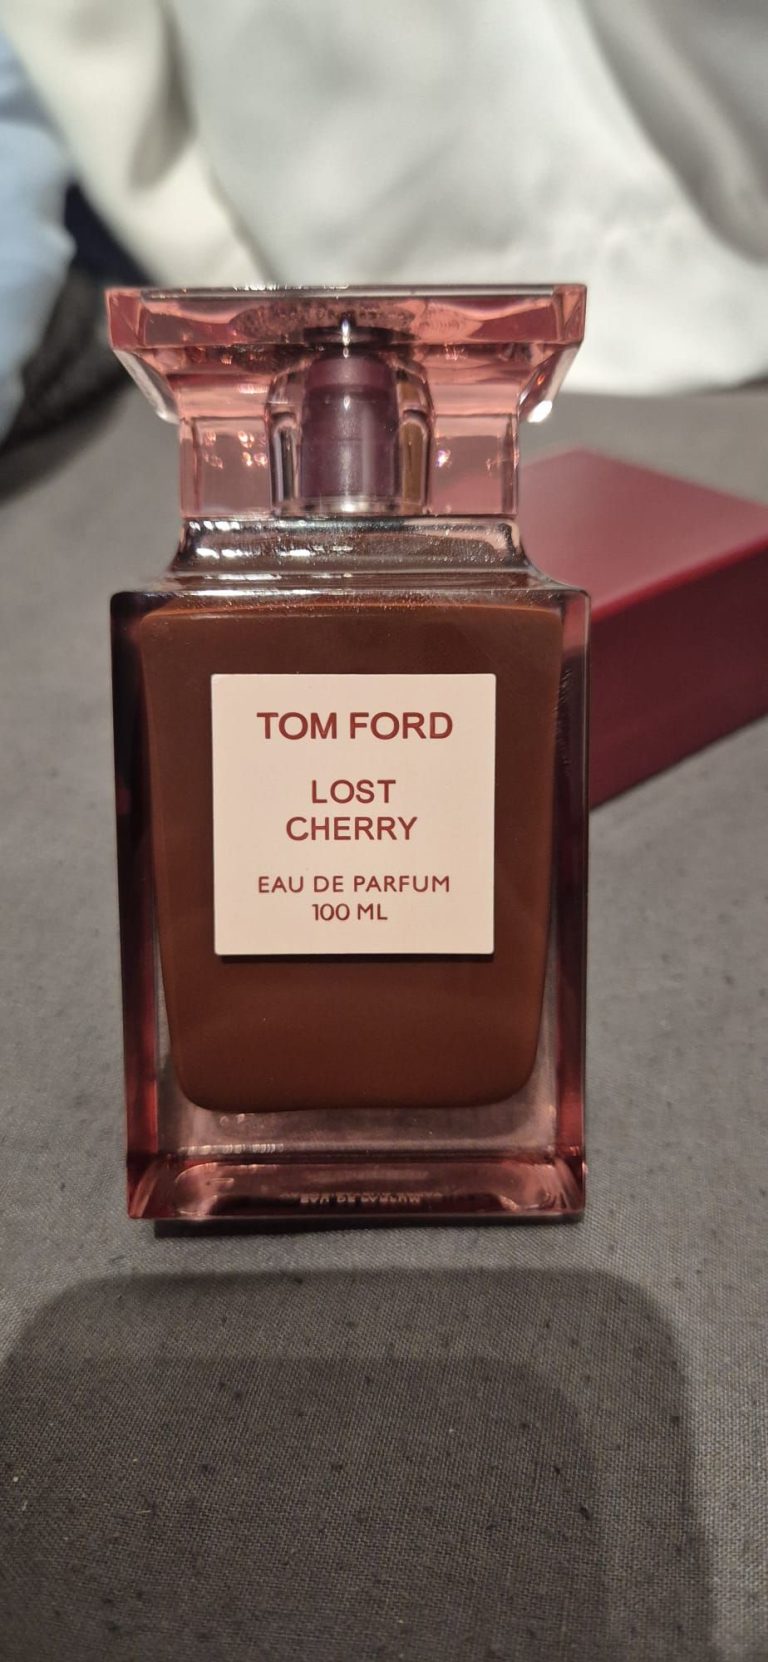 TOM FORD
LOST
CHERRY
EAU DE PARFUM
100 ML